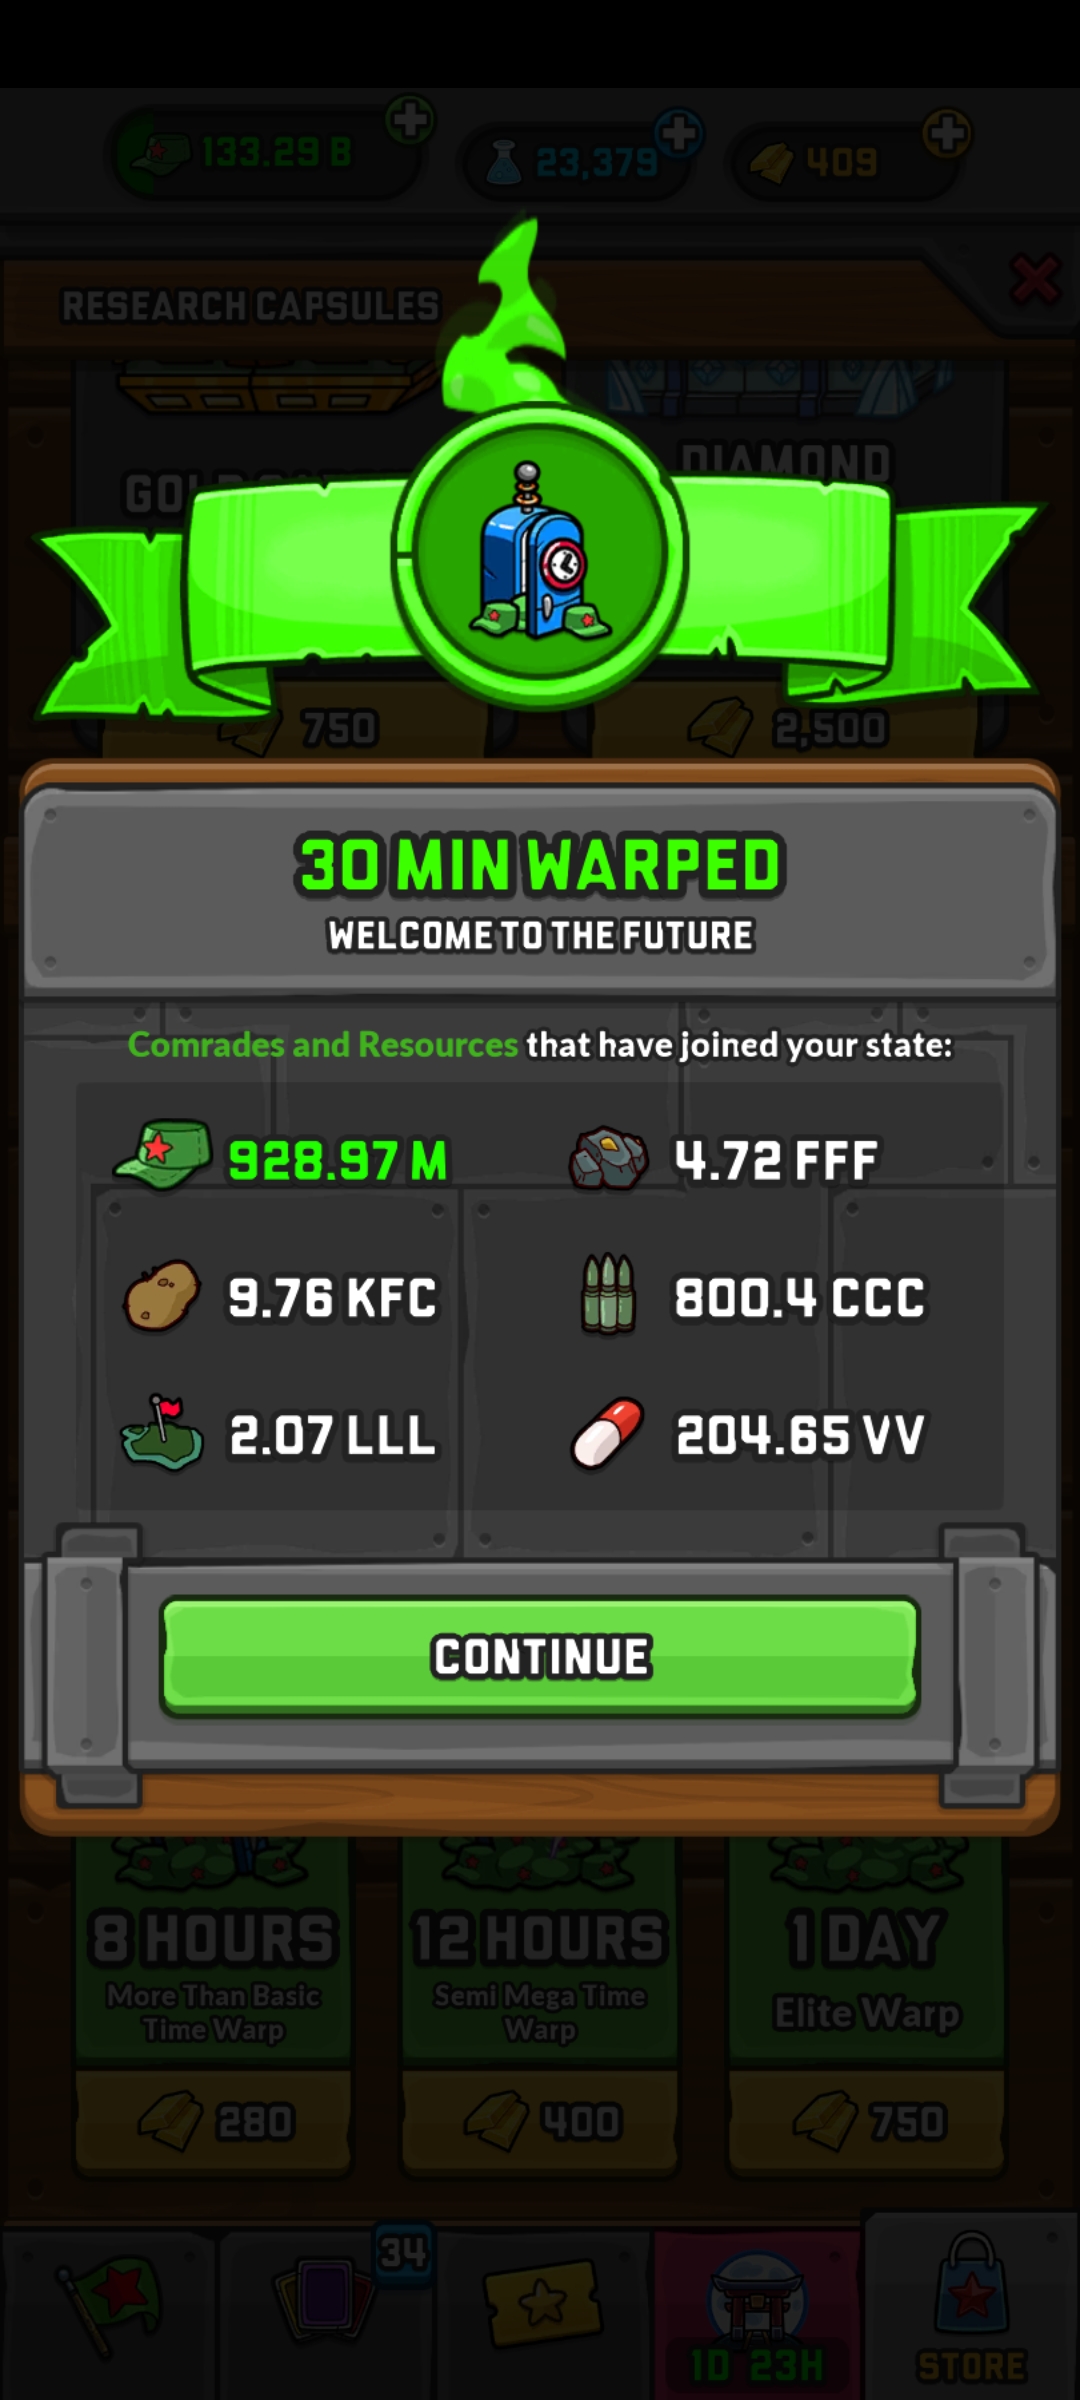 133.29 B
23,379
409
RESEARCH CAPSULES
DIAMOND
750
2,500
30 MIN WARPED
WELCOME TO THE FUTURE
Comrades and Resources that have joined your state:
928.97 M
4.72 FFF
9.76 KFC
800.4 CCC
2.07 LLL
204.65 VV
CONTINUE
8 HOURS
12 HOURS
1 DAY
More Than Basic
Time Warp
Semi Mega Time
Warp
Elite Warp
280
400
750
34
1D 23H
STORE